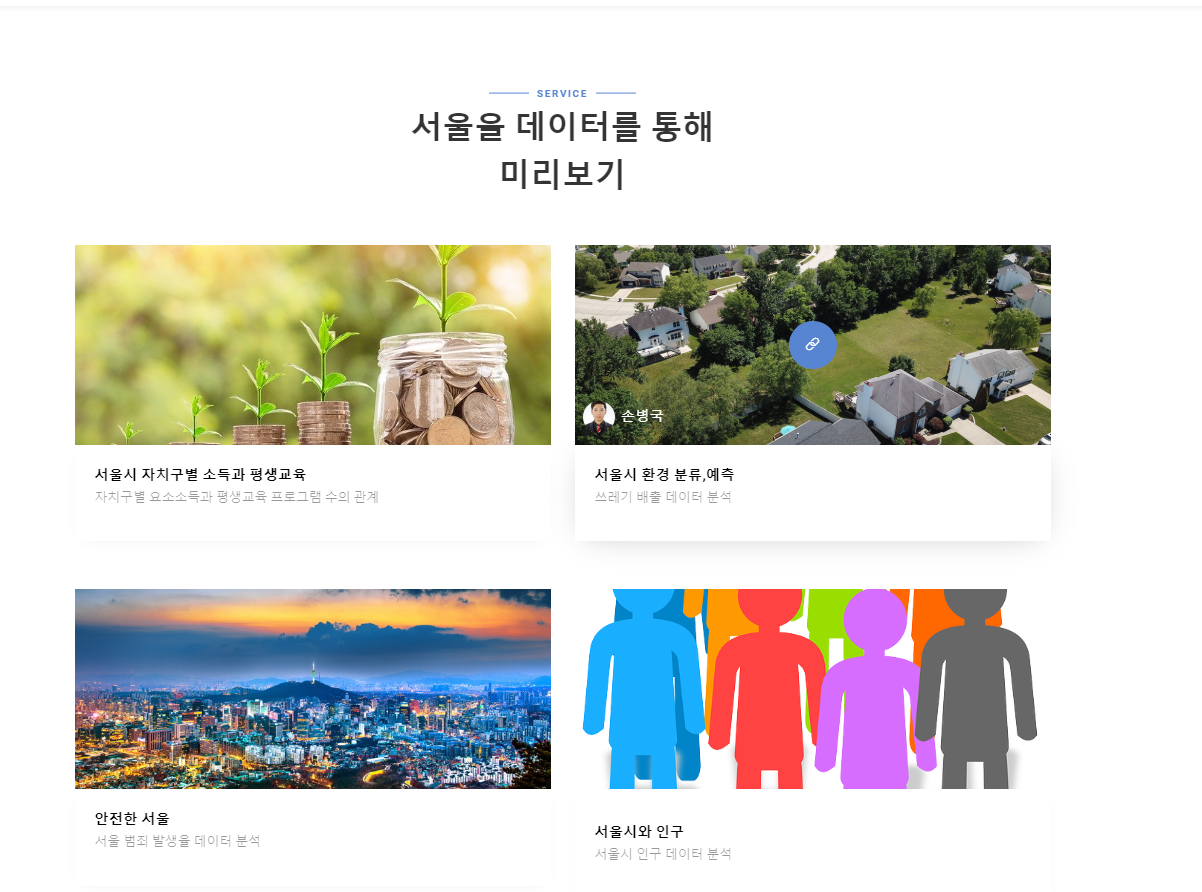 SERVICE
서울을 데이터를 통해
미리보기
손병국
서울시 자치구별 소득과 평생교육
자치구별 요소소득과 평생교육 프로그램 수의 관계
서울시 환경 분류,예측
쓰레기 배출 데이터 분석
안전한 서울
서울 범죄 발생율 데이터 분석
서울시와 인구
서울시 인구 데이터 분석